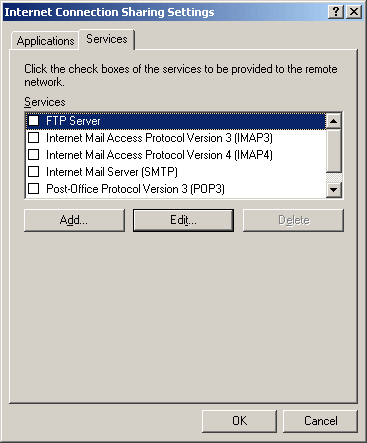 Internet Connection Sharing Settings
Applications Services
Click the check boxes of the services to be provided to the remote
network.
Services
FTP Server
Internet Mail Access Protocol Version 3 (IMAP3)
Internet Mail Access Protocol Version 4 (IMAP4)
Internet Mail Server (SMTP)
Post-Office Protocol Version 3 (POP3)
Add... Edit... Delete
OK Cancel